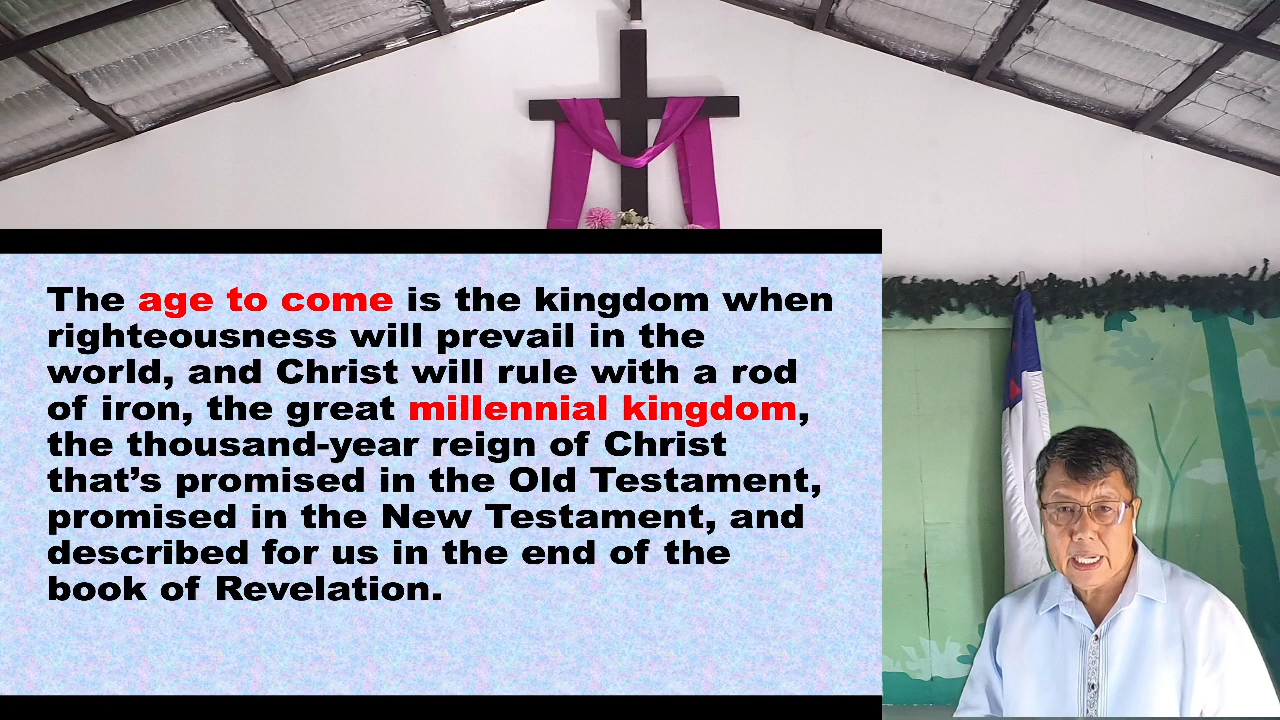 The age to come is the kingdom when
righteousness will prevail in the
world, and Christ will rule with a rod
of iron, the great millennial kingdom,
the thousand-year reign of Christ
that’s promised in the Old Testament,
promised in the New Testament, and
described for us in the end of the
book of Revelation.